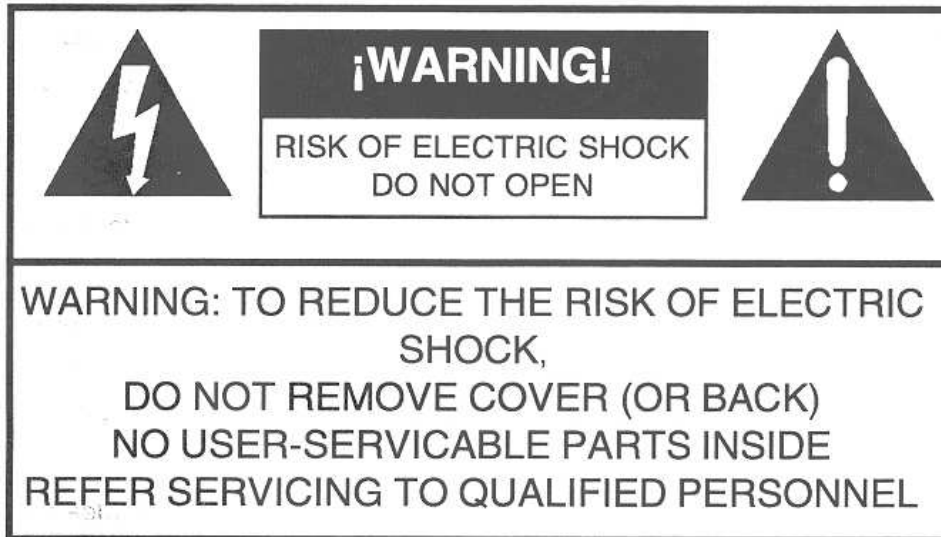 ¡WARNING!
RISK OF ELECTRIC SHOCK
DO NOT OPEN
WARNING: TO REDUCE THE RISK OF ELECTRIC
SHOCK,
DO NOT REMOVE COVER (OR BACK)
NO USER-SERVICABLE PARTS INSIDE
REFER SERVICING TO QUALIFIED PERSONNEL